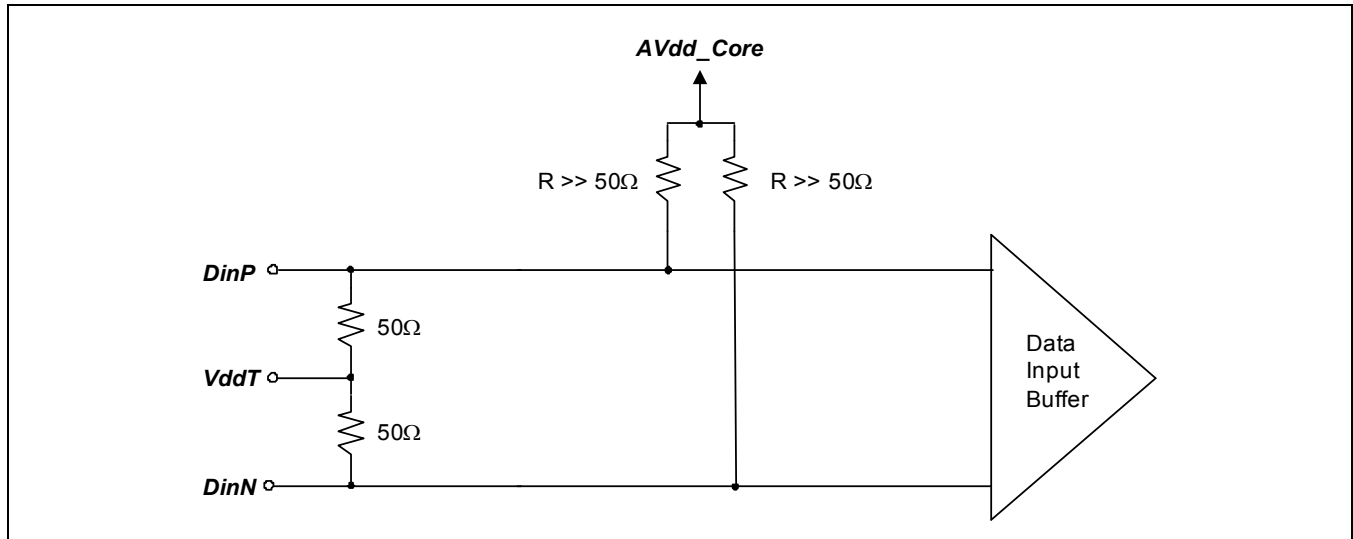 AVdd_Core
R >> 50Ω
R >> 50Ω
DinP
50Ω
VddT
50Ω
DinN
Data
Input
Buffer